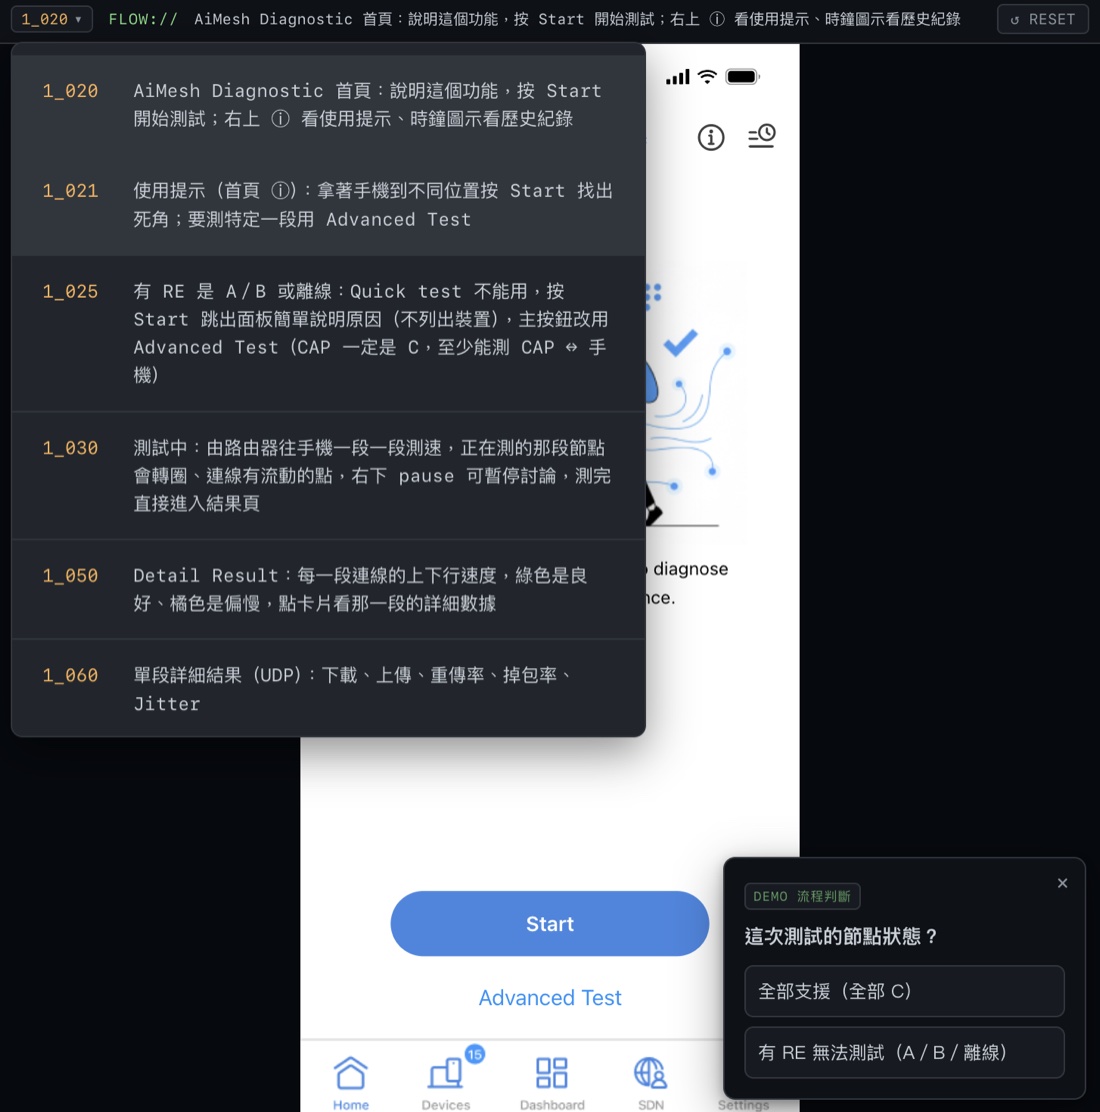 1_020 ▾ FLOW:// AiMesh Diagnostic 首頁：說明這個功能，按 Start 開始測試；右上 ⓘ 看使用提示、時鐘圖示看歷史紀錄 ↺ RESET
1_020 AiMesh Diagnostic 首頁：說明這個功能，按 Start
開始測試；右上 ⓘ 看使用提示、時鐘圖示看歷史紀錄
1_021 使用提示（首頁 ⓘ）：拿著手機到不同位置按 Start 找出
死角；要測特定一段用 Advanced Test
1_025 有 RE 是 A／B 或離線：Quick test 不能用，按
Start 跳出面板簡單說明原因（不列出裝置），主按鈕改用
Advanced Test（CAP 一定是 C，至少能測 CAP ↔ 手
機）
1_030 測試中：由路由器往手機一段一段測速，正在測的那段節點
會轉圈、連線有流動的點，右下 pause 可暫停討論，測完
直接進入結果頁
1_050 Detail Result：每一段連線的上下行速度，綠色是良
好、橘色是偏慢，點卡片看那一段的詳細數據
1_060 單段詳細結果（UDP）：下載、上傳、重傳率、掉包率、
Jitter
diagnose
nce.
Start
Advanced Test
DEMO 流程判斷 ×
這次測試的節點狀態？
全部支援（全部 C）
有 RE 無法測試（A / B / 離線）
15
Home Devices Dashboard SDN Settings